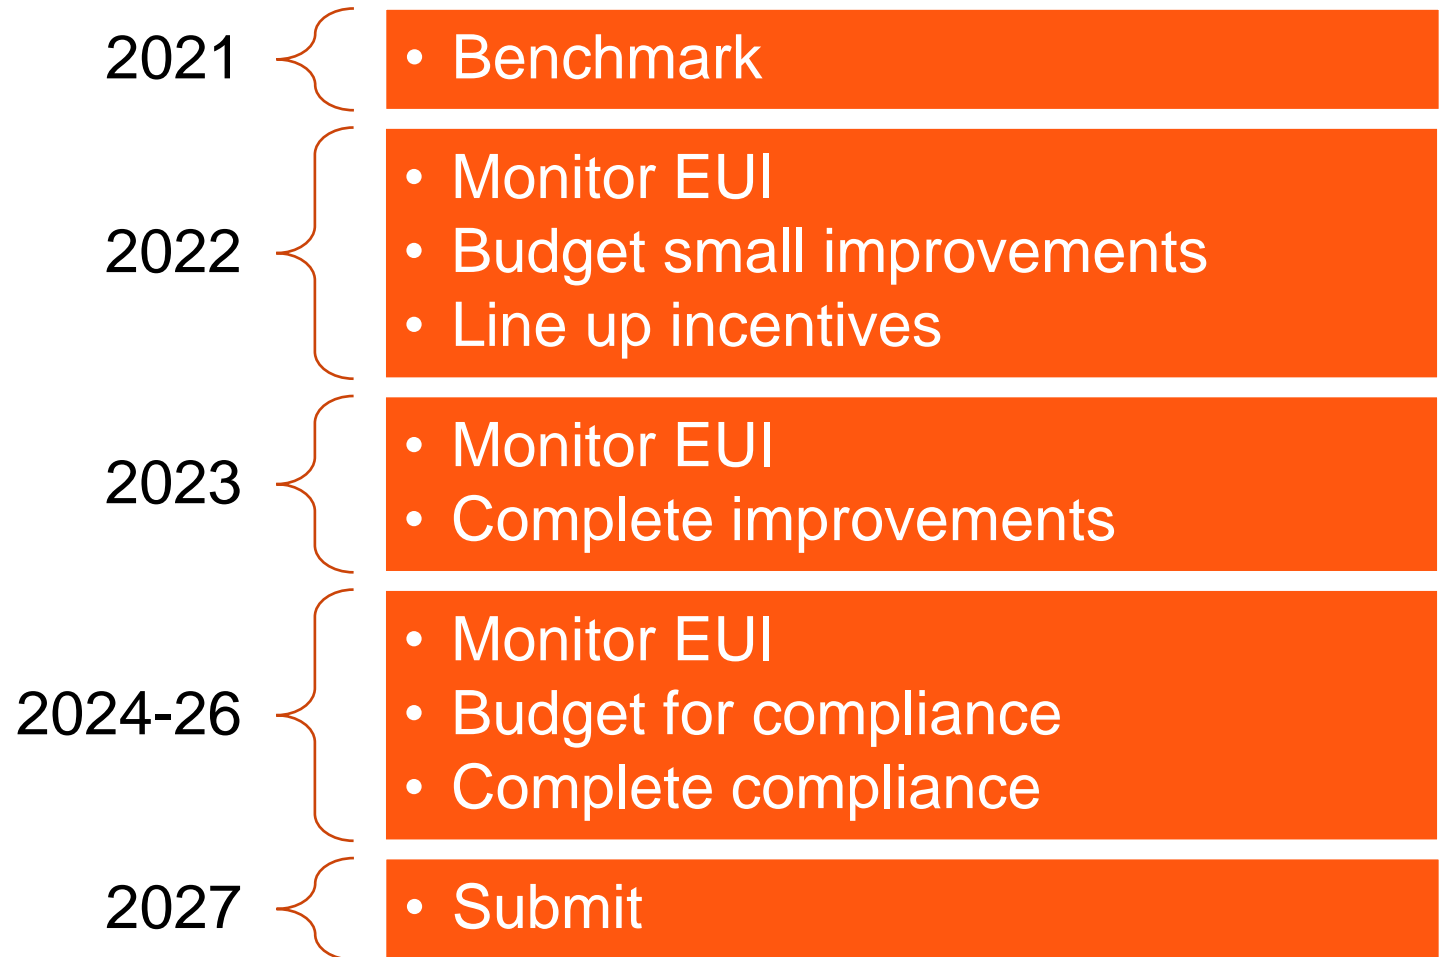 2021
• Benchmark
2022
• Monitor EUI
• Budget small improvements
• Line up incentives
2023
• Monitor EUI
• Complete improvements
2024-26
• Monitor EUI
• Budget for compliance
• Complete compliance
2027
• Submit